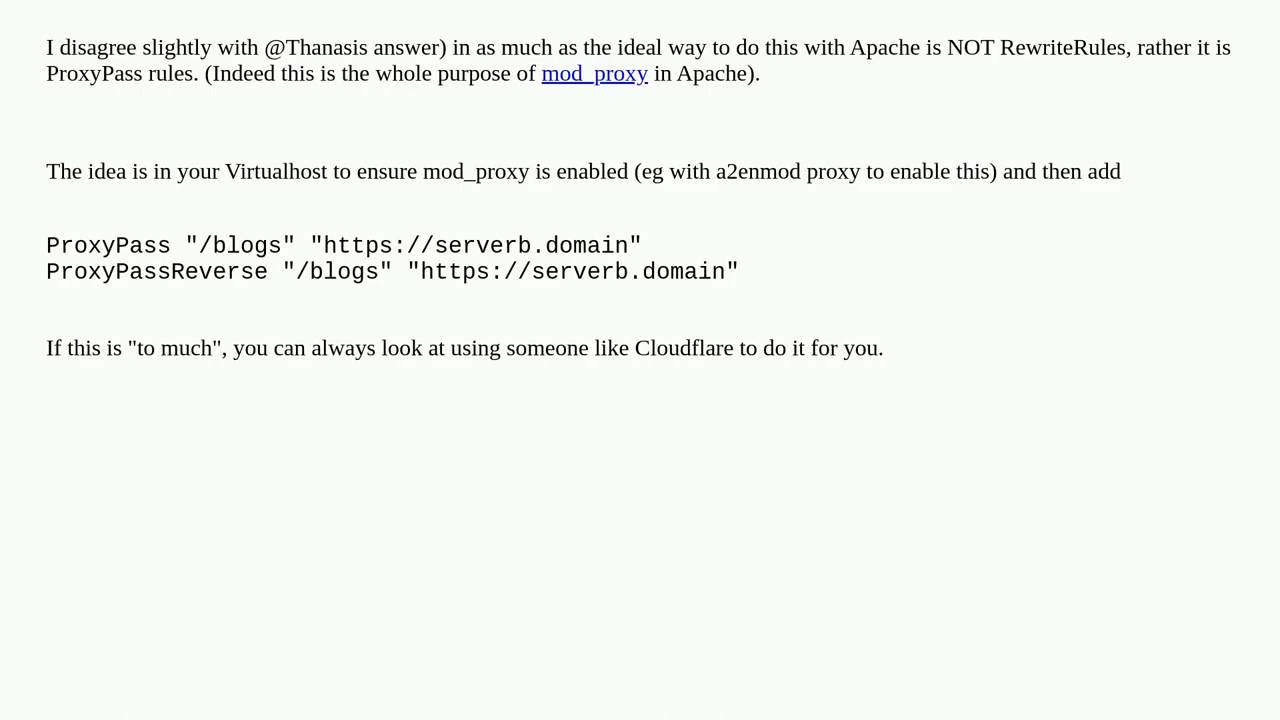 I disagree slightly with @Thanasis answer) in as much as the ideal way to do this with Apache is NOT RewriteRules, rather it is
ProxyPass rules. (Indeed this is the whole purpose of mod_proxy in Apache).
The idea is in your Virtualhost to ensure mod_proxy is enabled (eg with a2enmod proxy to enable this) and then add
ProxyPass "/blogs" "https://serverb.domain"
ProxyPassReverse "/blogs" "https://serverb.domain"
If this is "to much", you can always look at using someone like Cloudflare to do it for you.